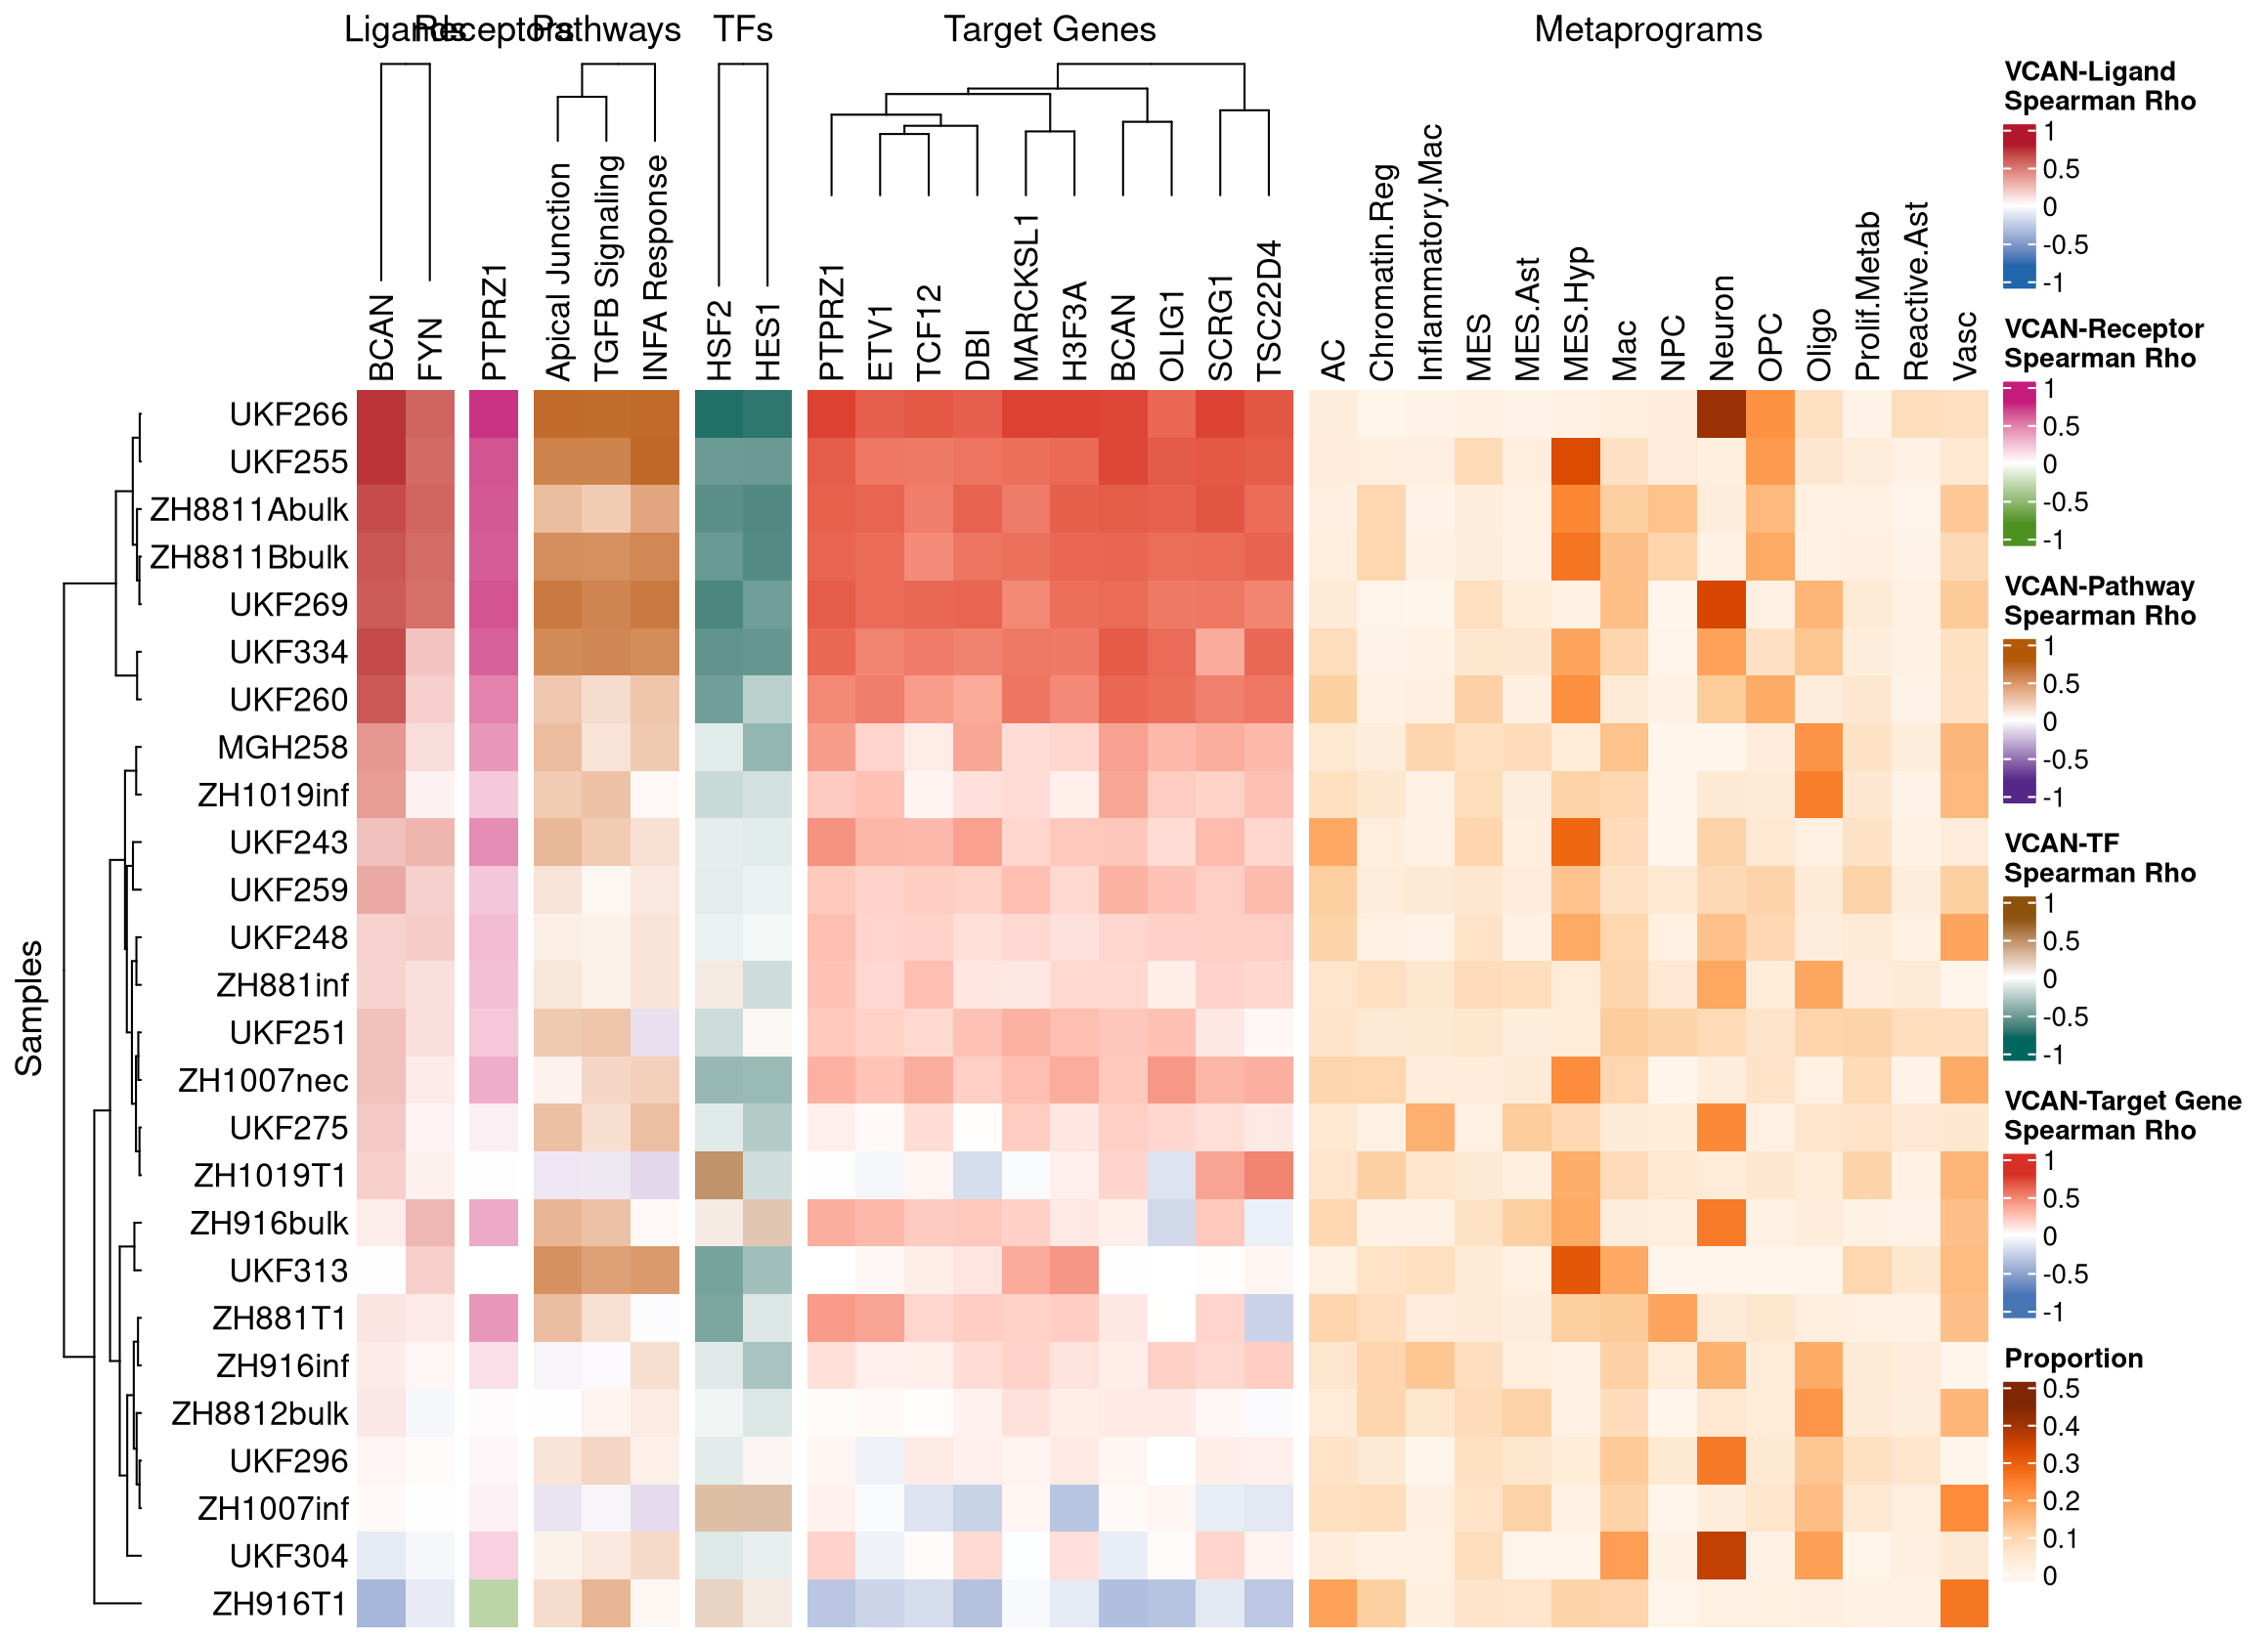 Ligands Receptors Pathways TFs Target Genes Metaprograms
BCAN
FYN
PTPRZ1
Apical Junction
TGFB Signaling
INFA Response
HSF2
HES1
PTPRZ1
ETV1
TCF12
DBI
MARCKSL1
H3F3A
BCAN
OLIG1
SCRG1
TSC22D4
AC
Chromatin.Reg
Inflammatory.Mac
MES
MES.Ast
MES.Hyp
Mac
NPC
Neuron
OPC
Oligo
Prolif.Metab
Reactive.Ast
Vasc
Samples
UKF266
UKF255
ZH8811Abulk
ZH8811Bbulk
UKF269
UKF334
UKF260
MGH258
ZH1019inf
UKF243
UKF259
UKF248
ZH881inf
UKF251
ZH1007nec
UKF275
ZH1019T1
ZH916bulk
UKF313
ZH881T1
ZH916inf
ZH8812bulk
UKF296
ZH1007inf
UKF304
ZH916T1
VCAN-Ligand
Spearman Rho
1
0.5
0
-0.5
-1
VCAN-Receptor
Spearman Rho
1
0.5
0
-0.5
-1
VCAN-Pathway
Spearman Rho
1
0.5
0
-0.5
-1
VCAN-TF
Spearman Rho
1
0.5
0
-0.5
-1
VCAN-Target Gene
Spearman Rho
1
0.5
0
-0.5
-1
Proportion
0.5
0.4
0.3
0.2
0.1
0